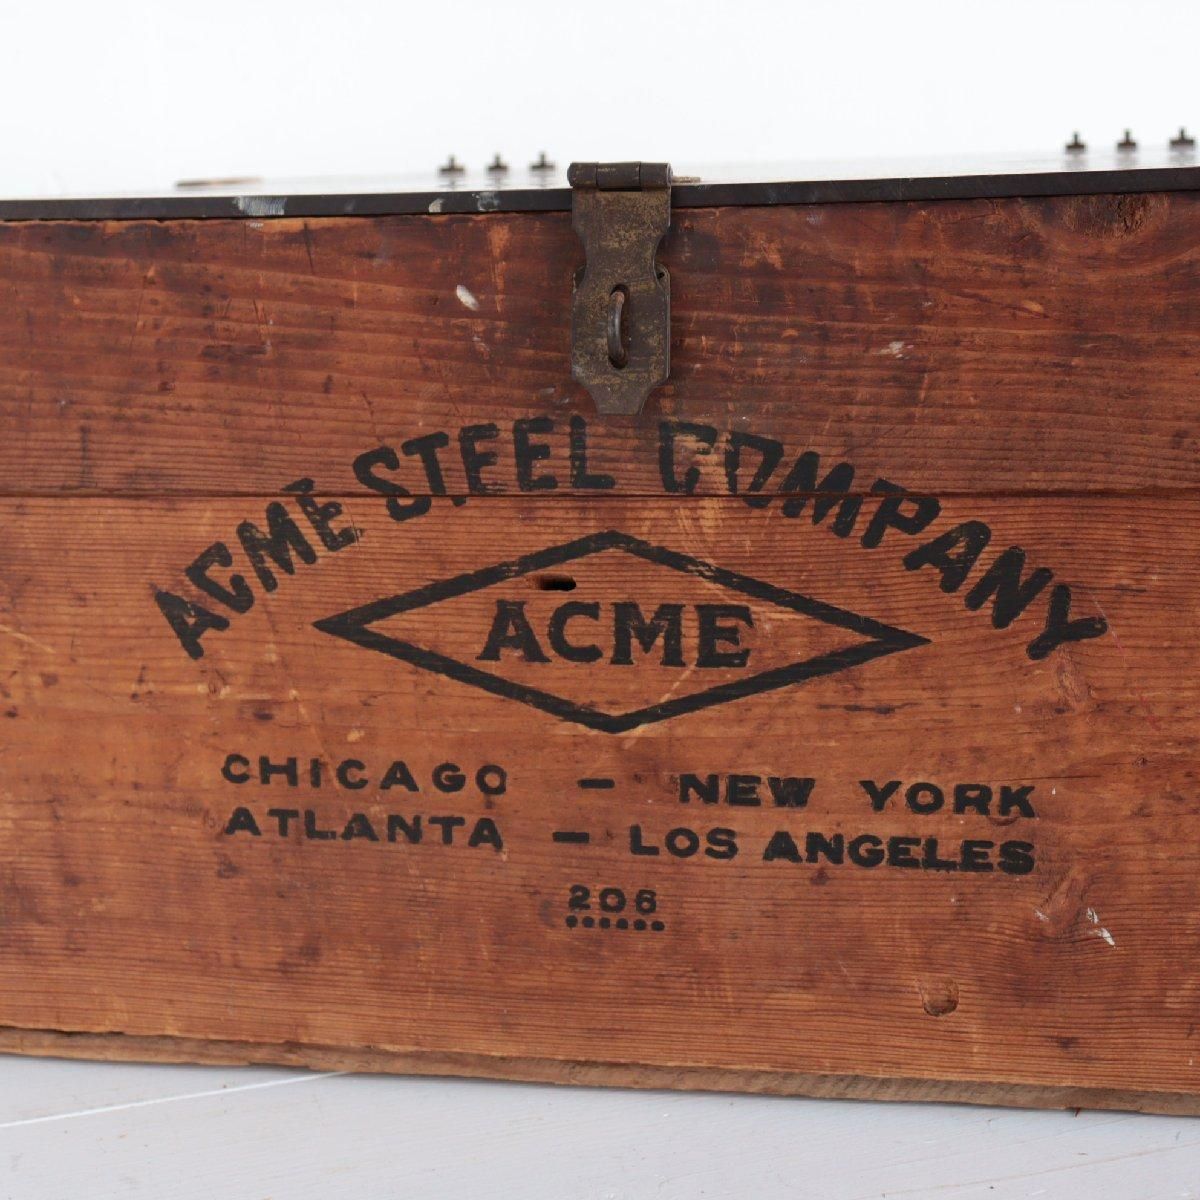 ACME STEEL COMPANY
ACME
CHICAGO – NEW YORK
ATLANTA – LOS ANGELES
206